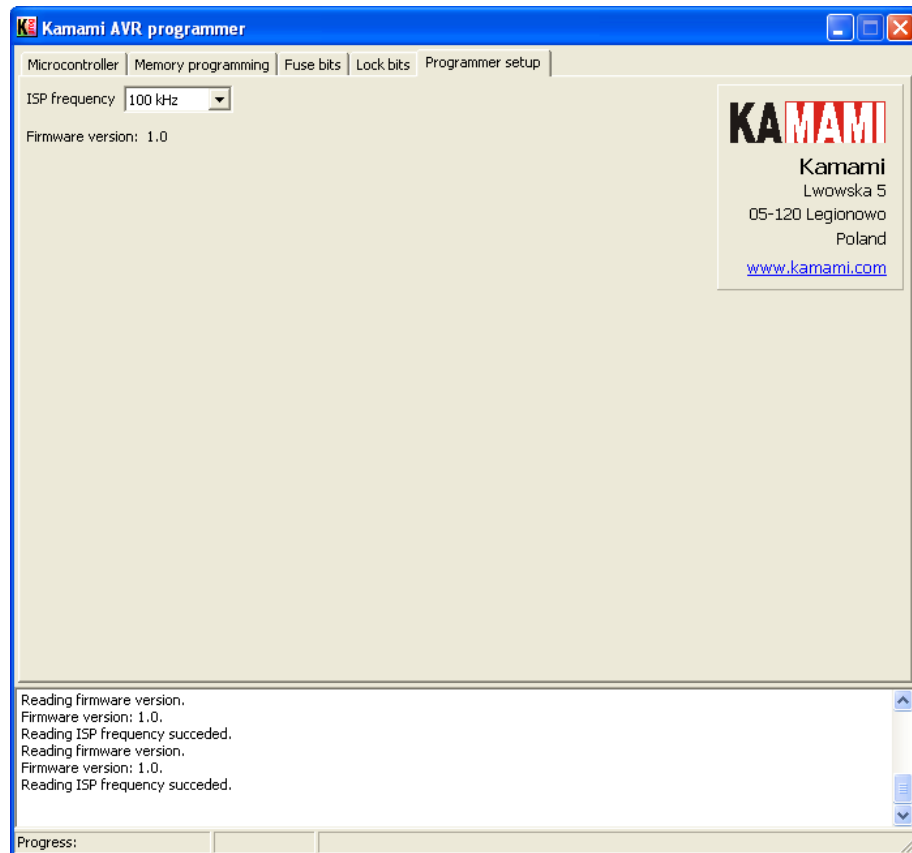 Kamami AVR programmer
Microcontroller Memory programming Fuse bits Lock bits Programmer setup
ISP frequency 100 kHz
Firmware version: 1.0
KAMAMI
Kamami
Lwowska 5
05-120 Legionowo
Poland
www.kamami.com
Reading firmware version.
Firmware version: 1.0.
Reading ISP frequency succeded.
Reading firmware version.
Firmware version: 1.0.
Reading ISP frequency succeded.
Progress: